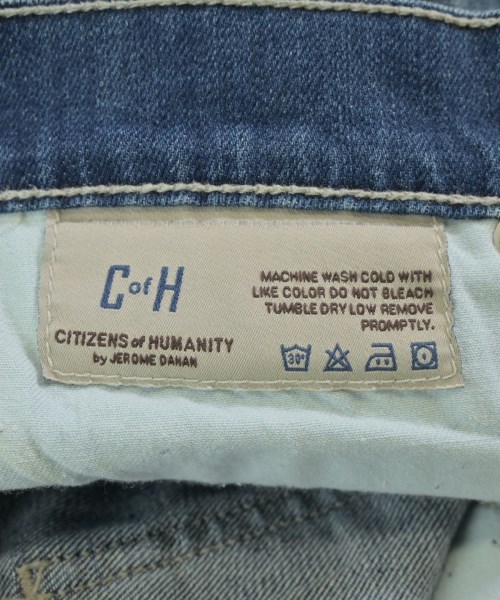 C of H
CITIZENS of HUMANITY
by JEROME DAHAN
MACHINE WASH COLD WITH
LIKE COLOR DO NOT BLEACH
TUMBLE DRY LOW REMOVE
PROMPTLY.
30°